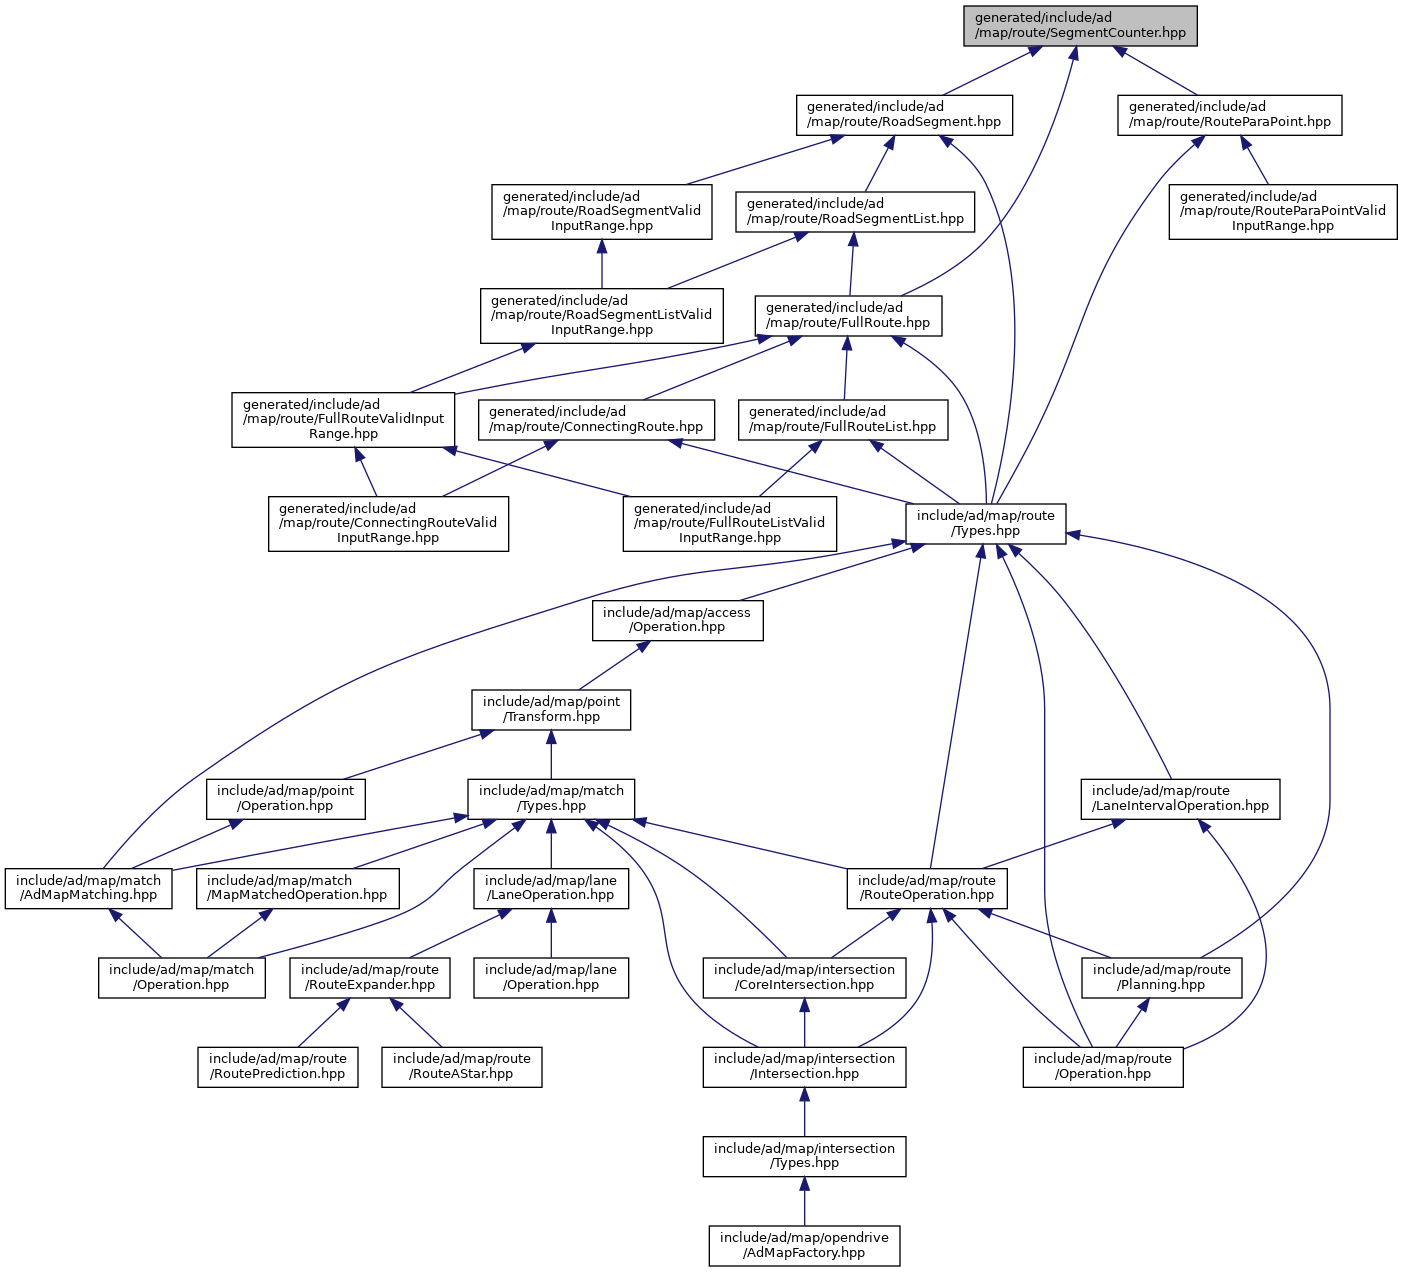 generated/include/ad
/map/route/SegmentCounter.hpp
generated/include/ad
/map/route/RoadSegment.hpp
generated/include/ad
/map/route/RouteParaPoint.hpp
generated/include/ad
/map/route/RoadSegmentValid
InputRange.hpp
generated/include/ad
/map/route/RoadSegmentList.hpp
generated/include/ad
/map/route/RouteParaPointValid
InputRange.hpp
generated/include/ad
/map/route/RoadSegmentListValid
InputRange.hpp
generated/include/ad
/map/route/FullRoute.hpp
generated/include/ad
/map/route/FullRouteValidInput
Range.hpp
generated/include/ad
/map/route/ConnectingRoute.hpp
generated/include/ad
/map/route/FullRouteList.hpp
generated/include/ad
/map/route/ConnectingRouteValid
InputRange.hpp
generated/include/ad
/map/route/FullRouteListValid
InputRange.hpp
include/ad/map/route
/Types.hpp
include/ad/map/access
/Operation.hpp
include/ad/map/point
/Transform.hpp
include/ad/map/point
/Operation.hpp
include/ad/map/match
/Types.hpp
include/ad/map/route
/LaneIntervalOperation.hpp
include/ad/map/match
/AdMapMatching.hpp
include/ad/map/match
/MapMatchedOperation.hpp
include/ad/map/lane
/LaneOperation.hpp
include/ad/map/route
/RouteOperation.hpp
include/ad/map/match
/Operation.hpp
include/ad/map/route
/RouteExpander.hpp
include/ad/map/lane
/Operation.hpp
include/ad/map/intersection
/CoreIntersection.hpp
include/ad/map/route
/Planning.hpp
include/ad/map/route
/RoutePrediction.hpp
include/ad/map/route
/RouteAStar.hpp
include/ad/map/intersection
/Intersection.hpp
include/ad/map/route
/Operation.hpp
include/ad/map/intersection
/Types.hpp
include/ad/map/opendrive
/AdMapFactory.hpp